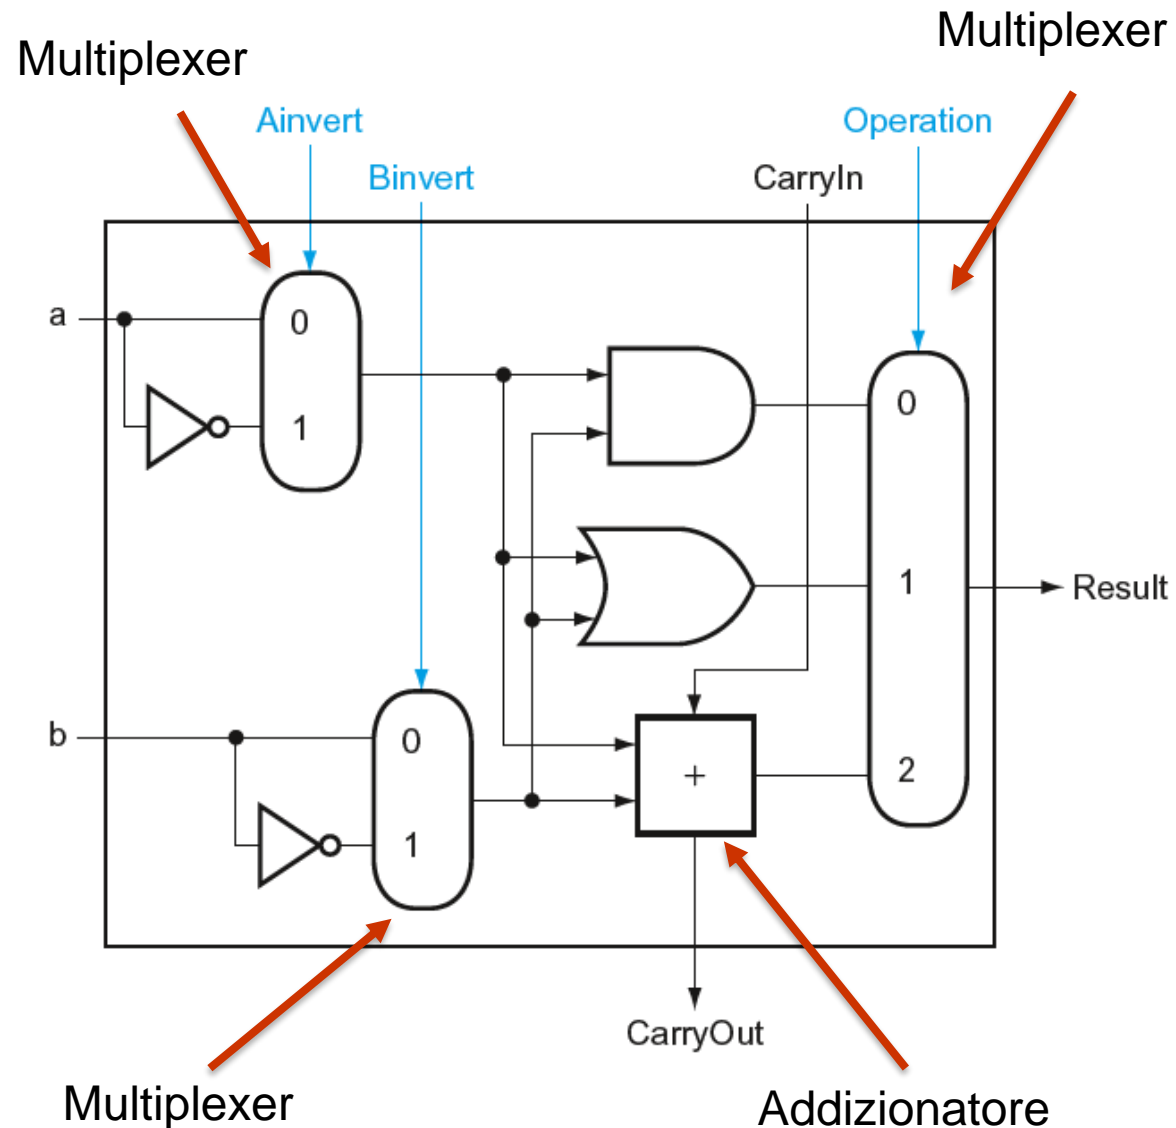 Multiplexer
Multiplexer
Ainvert
Operation
Binvert
CarryIn
a
0
1
0
1
Result
b
0
1
+
2
CarryOut
Multiplexer
Addizionatore